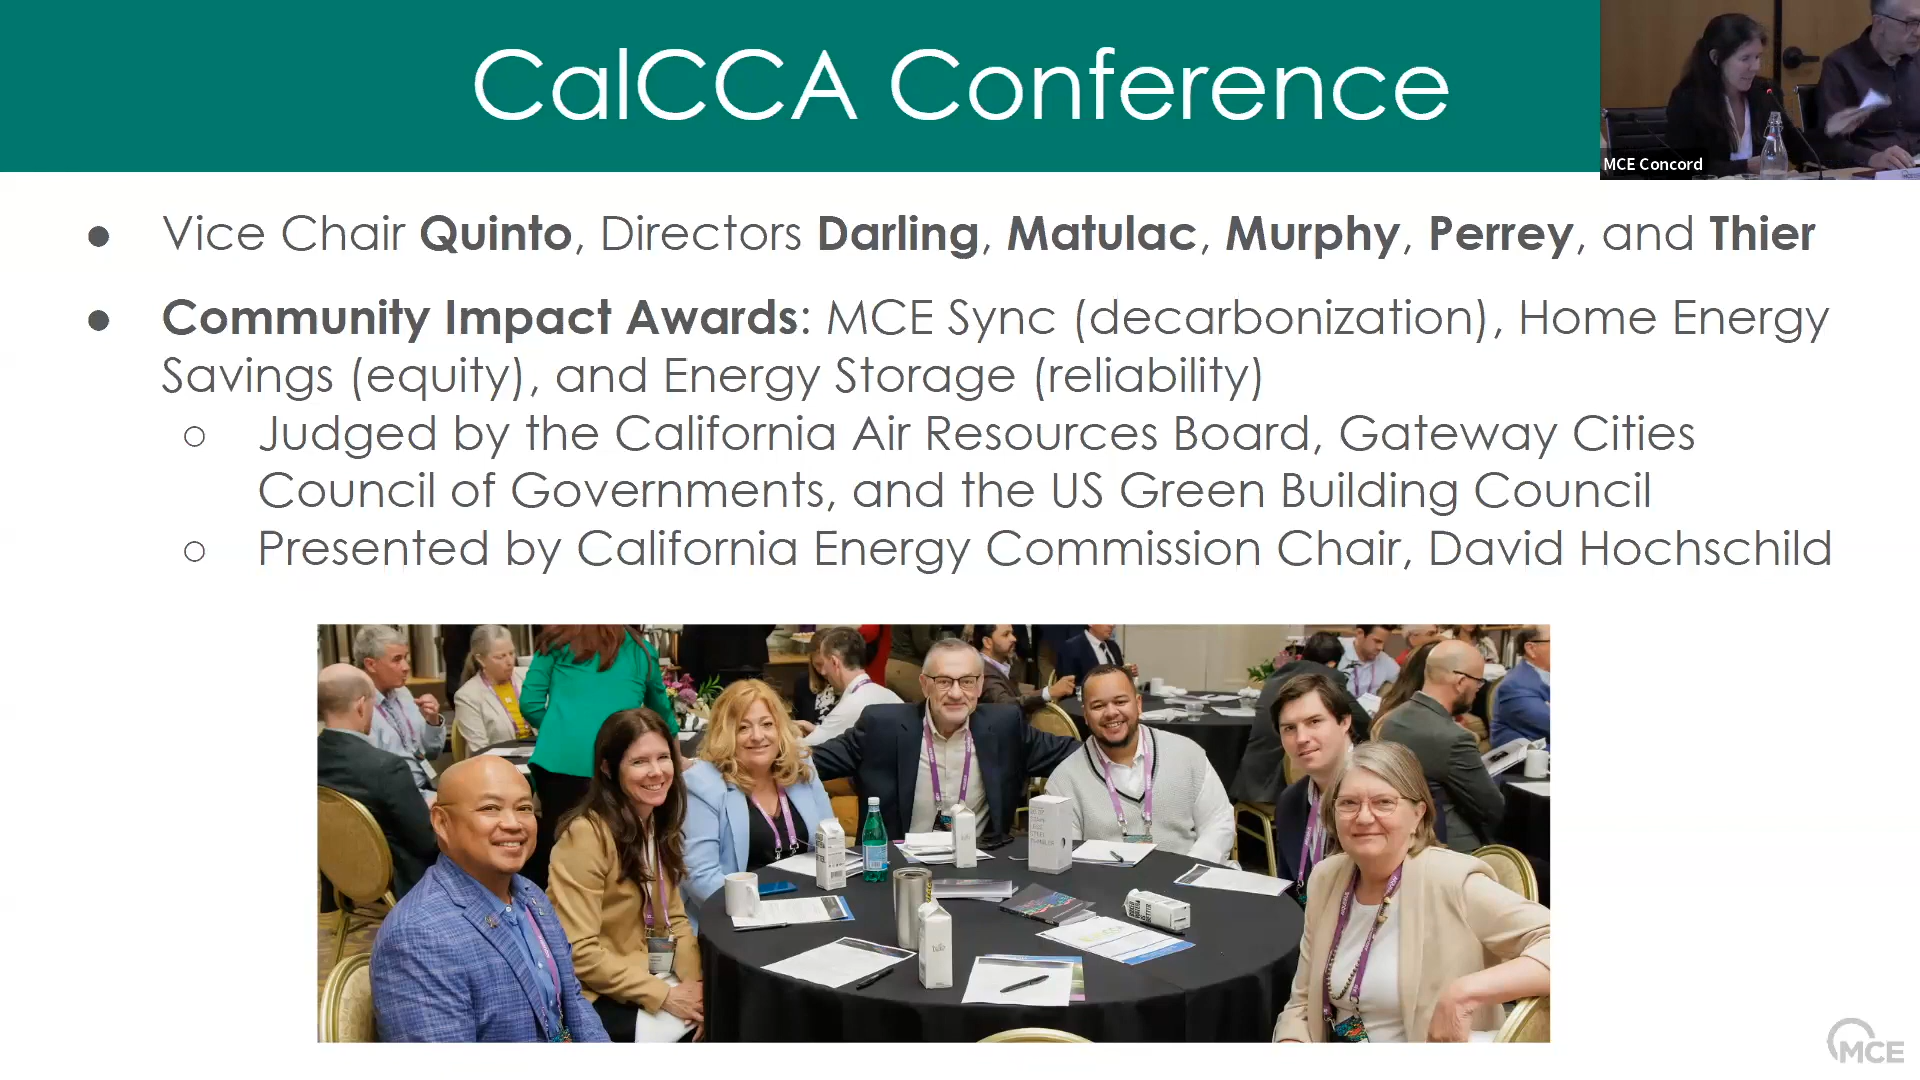 CalCCA Conference
MCE Concord
● Vice Chair Quinto, Directors Darling, Matulac, Murphy, Perrey, and Thier
● Community Impact Awards: MCE Sync (decarbonization), Home Energy
Savings (equity), and Energy Storage (reliability)
○ Judged by the California Air Resources Board, Gateway Cities
Council of Governments, and the US Green Building Council
○ Presented by California Energy Commission Chair, David Hochschild
MCE